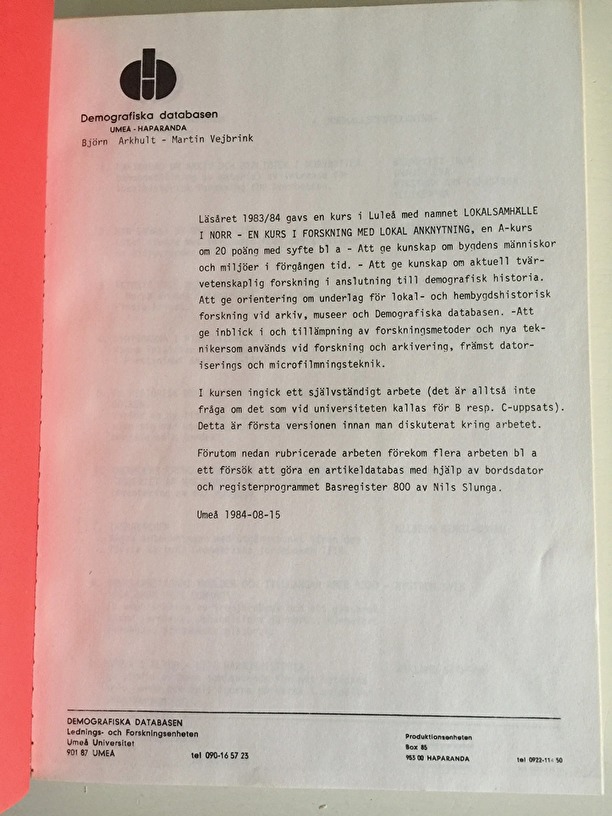 Demografiska databasen
UMEÅ - HAPARANDA
Björn Arkhult - Martin Vejbrink
Läsåret 1983/84 gavs en kurs i Luleå med namnet LOKALSAMHÄLLE
I NORR - EN KURS I FORSKNING MED LOKAL ANKNYTNING, en A-kurs
om 20 poäng med syfte bl a - Att ge kunskap om bygdens människor
och miljöer i förgången tid. - Att ge kunskap om aktuell tvär-
vetenskaplig forskning i anslutning till demografisk historia.
Att ge orientering om underlag för lokal- och hembygdshistorisk
forskning vid arkiv, museer och Demografiska databasen. -Att
ge inblick i och tillämpning av forskningsmetoder och nya tek-
nikersom används vid forskning och arkivering, främst dator-
iserings och microfilmningsteknik.
I kursen ingick ett självständigt arbete (det är alltså inte
fråga om det som vid universiteten kallas för B resp. C-uppsats).
Detta är första versionen innan man diskuterat kring arbetet.
Förutom nedan rubricerade arbeten förekom flera arbeten bl a
ett försök att göra en artikeldatabas med hjälp av bordsdator
och registerprogrammet Basregister 800 av Nils Slunga.
Umeå 1984-08-15
DEMOGRAFISKA DATABASEN
Lednings- och Forskningsenheten
Umeå Universitet
901 87 UMEÅ tel 090-16 57 23
Produktionsenheten
Box 85
953 00 HAPARANDA tel 0922-11 50